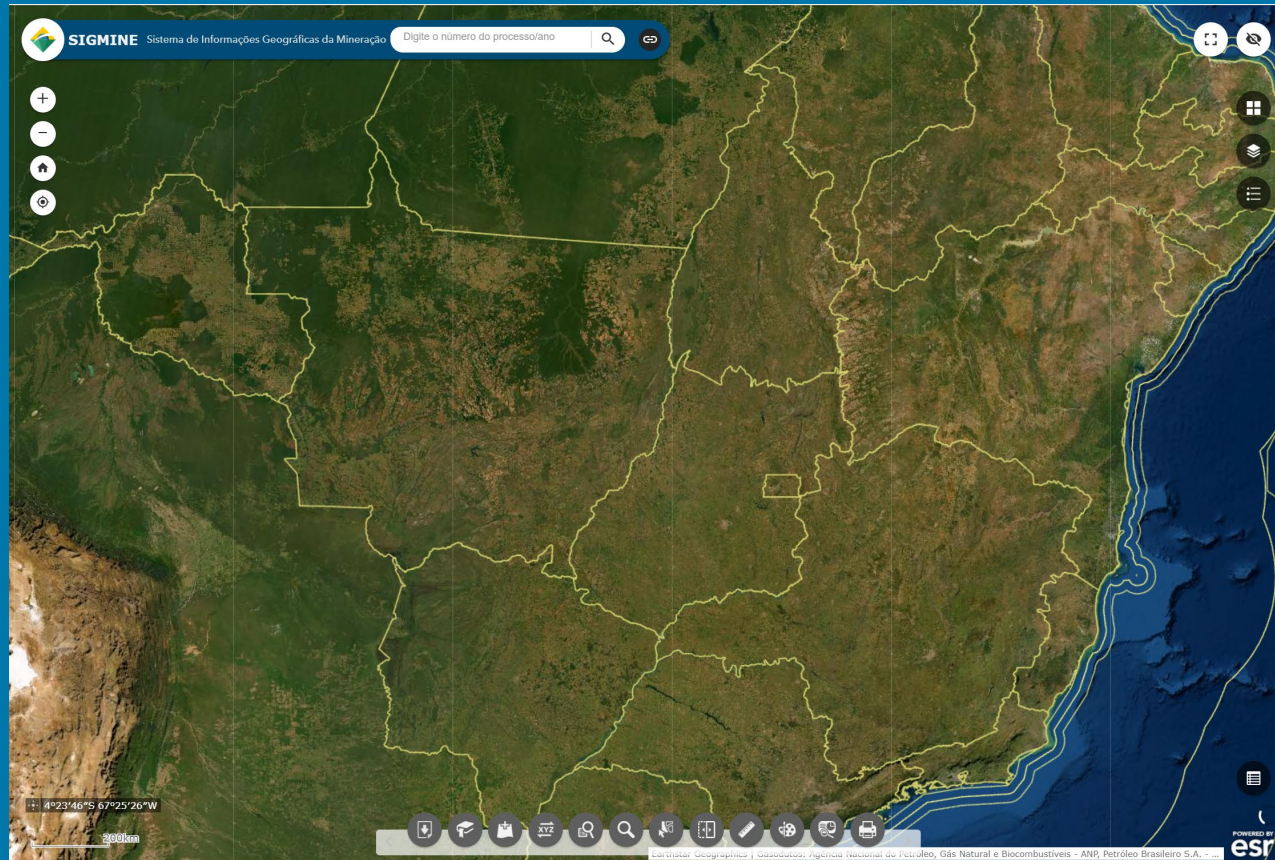 SIGMINE Sistema de Informações Geográficas da Mineração Digite o número do processo/ano
4°23'46"S 67°25'26"W
200km
XYZ
POWERED BY
esri
Earthstar Geographics | Gasodutos: Agência Nacional do Petróleo, Gás Natural e Biocombustíveis - ANP, Petróleo Brasileiro S.A. - ...